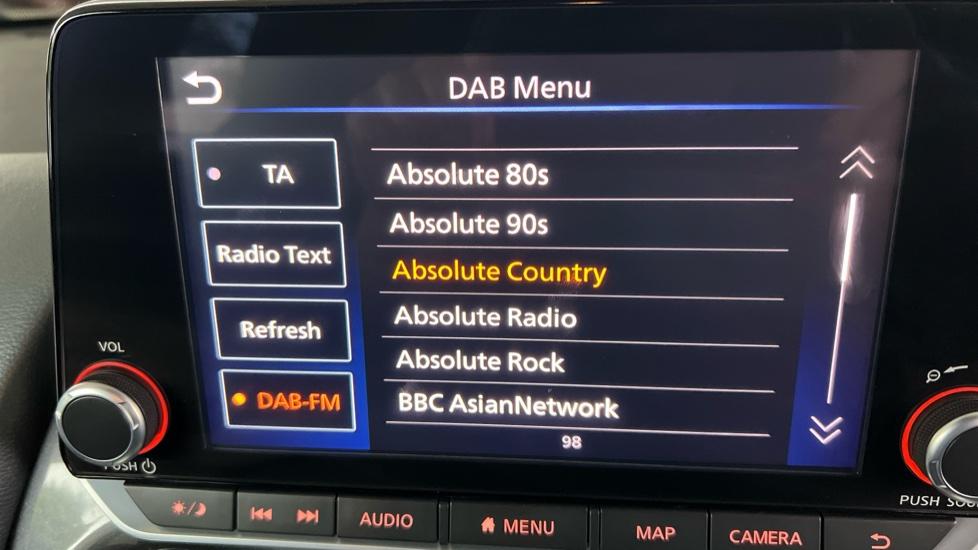 DAB Menu
TA
Absolute 80s
Absolute 90s
Radio Text
Absolute Country
Refresh
Absolute Radio
Absolute Rock
DAB-FM
BBC AsianNetwork
98
VOL
PUSH
PUSH
AUDIO
MENU
MAP
CAMERA